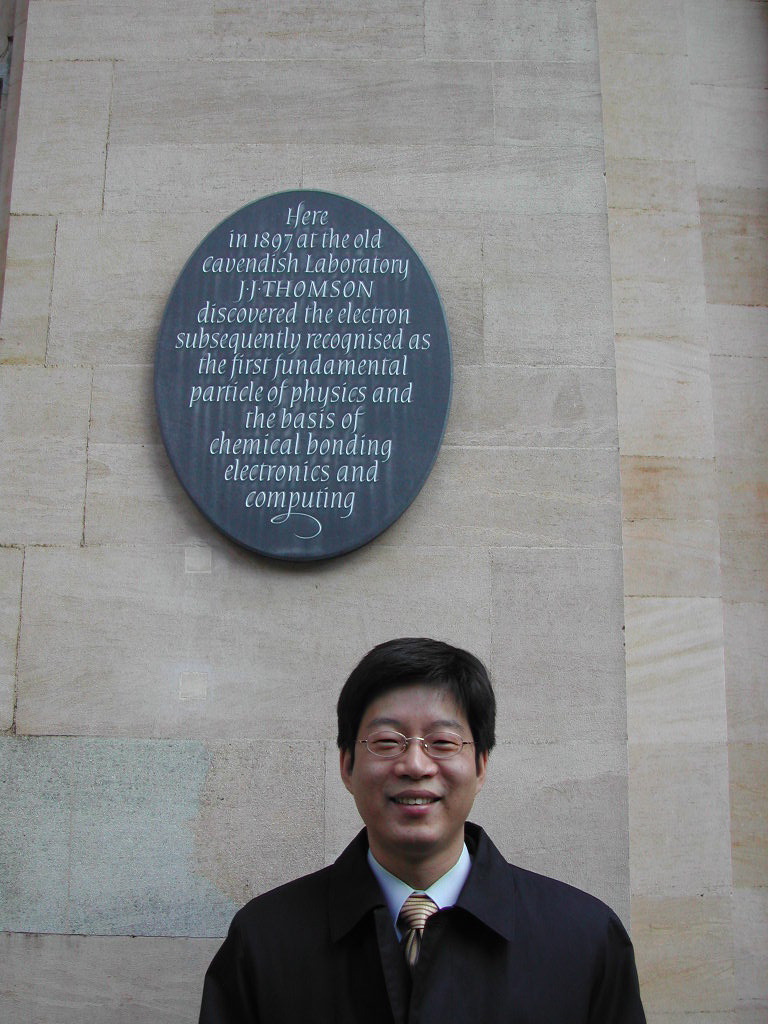 Here
in 1897 at the old
Cavendish Laboratory
J·J·THOMSON
discovered the electron
subsequently recognised as
the first fundamental
particle of physics and
the basis of
chemical bonding
electronics and
computing